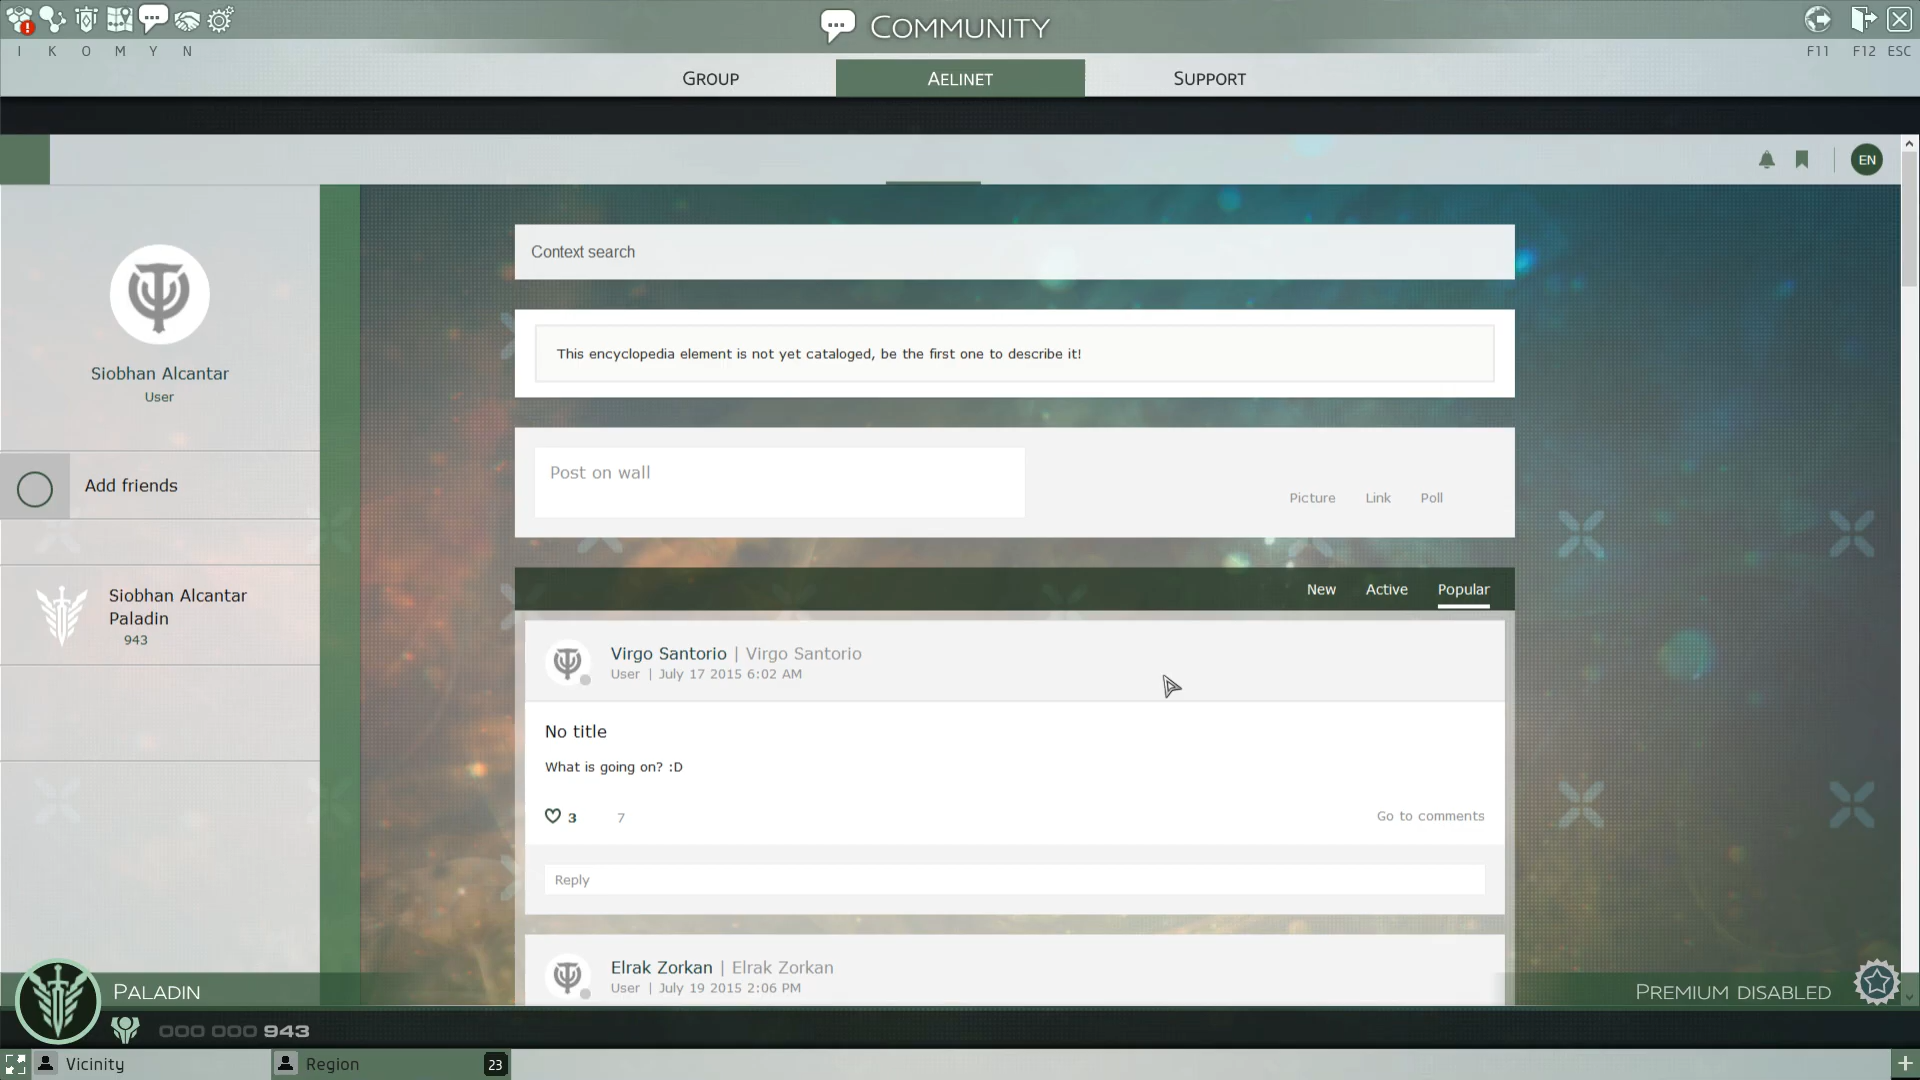 COMMUNITY
I K O M Y N
F11 F12 ESC
GROUP AELINET SUPPORT
EN
Context search
This encyclopedia element is not yet cataloged, be the first one to describe it!
Siobhan Alcantar
User
Post on wall
Picture Link Poll
Add friends
New Active Popular
Siobhan Alcantar
Paladin
943
Virgo Santorio | Virgo Santorio
User | July 17 2015 6:02 AM
No title
What is going on? :D
3 7 Go to comments
Reply
Elrak Zorkan | Elrak Zorkan
User | July 19 2015 2:06 PM
PALADIN
PREMIUM DISABLED
000 000 943
Vicinity Region 23